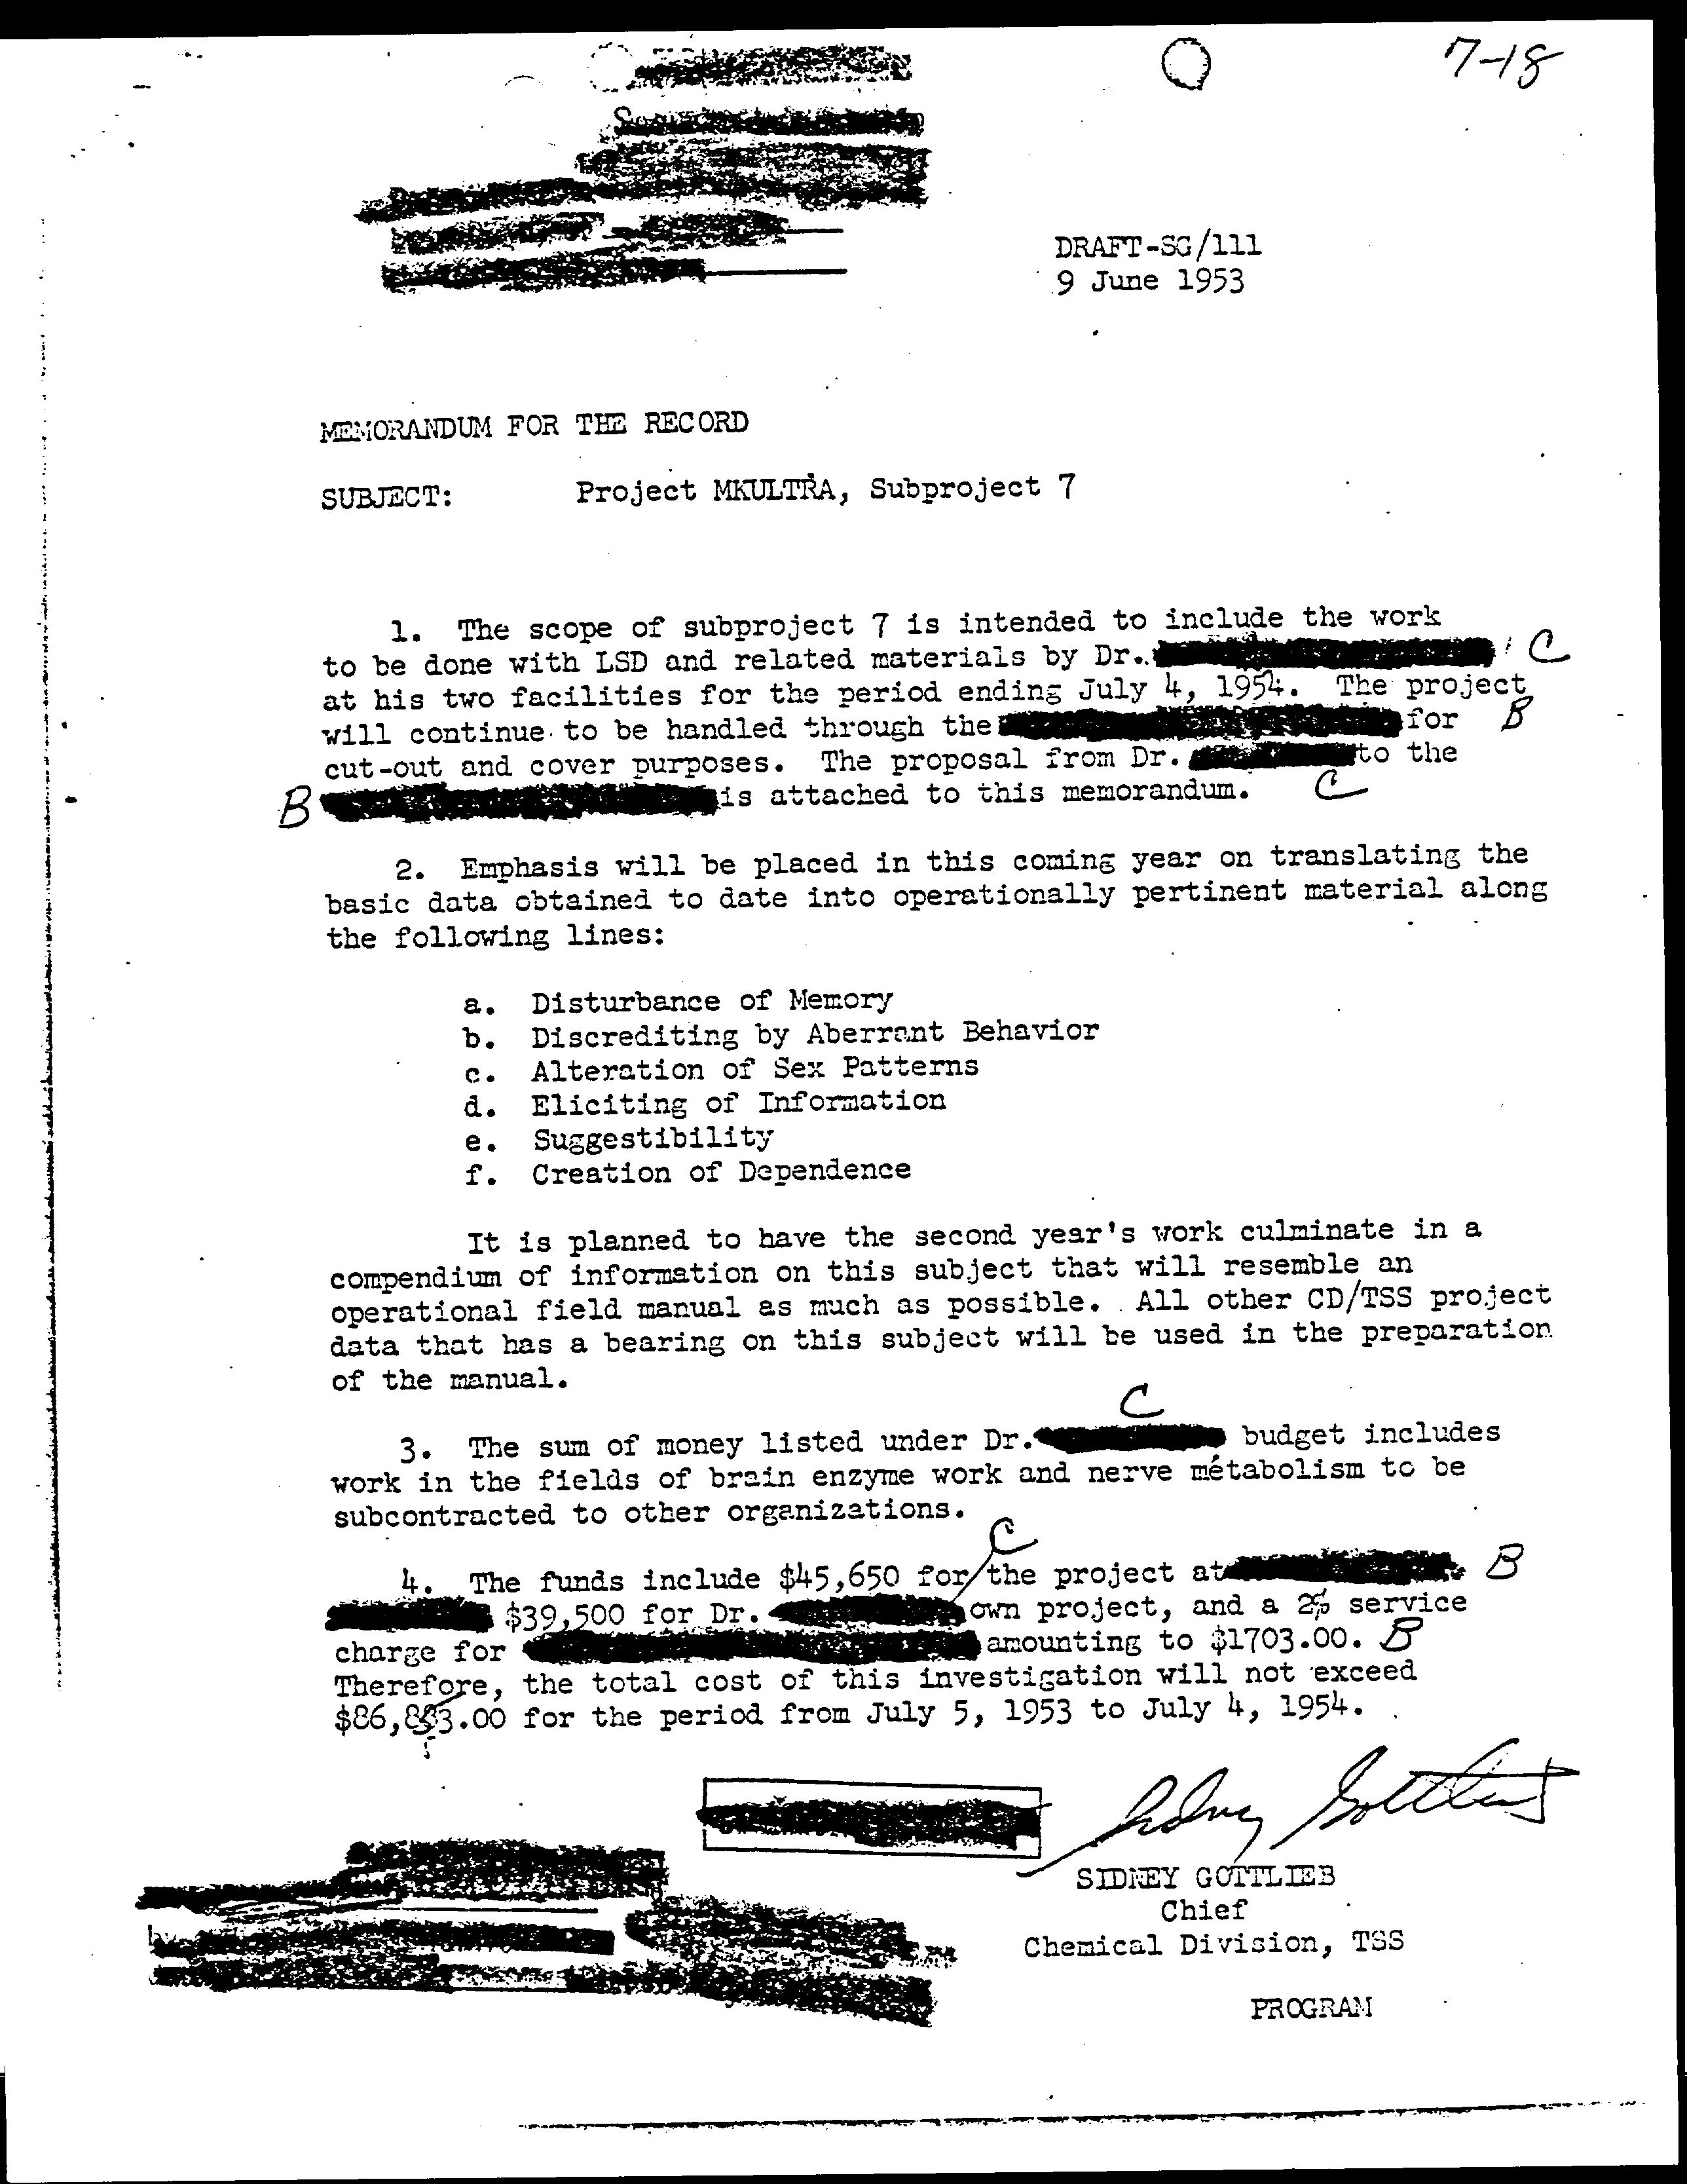 7-18
DRAFT-SG/111
9 June 1953
MEMORANDUM FOR THE RECORD
SUBJECT: Project MKULTRA, Subproject 7
1. The scope of subproject 7 is intended to include the work
to be done with LSD and related materials by Dr. C
at his two facilities for the period ending July 4, 1954. The project
will continue to be handled through the for B
cut-out and cover purposes. The proposal from Dr. to the
B is attached to this memorandum. C
2. Emphasis will be placed in this coming year on translating the
basic data obtained to date into operationally pertinent material along
the following lines:
a. Disturbance of Memory
b. Discrediting by Aberrant Behavior
c. Alteration of Sex Patterns
d. Eliciting of Information
e. Suggestibility
f. Creation of Dependence
It is planned to have the second year's work culminate in a
compendium of information on this subject that will resemble an
operational field manual as much as possible. All other CD/TSS project
data that has a bearing on this subject will be used in the preparation
of the manual.
C
3. The sum of money listed under Dr. budget includes
work in the fields of brain enzyme work and nerve metabolism to be
subcontracted to other organizations.
C
4. The funds include $45,650 for the project at B
$39,500 for Dr. own project, and a 2% service
charge for amounting to $1703.00. B
Therefore, the total cost of this investigation will not exceed
$86,853.00 for the period from July 5, 1953 to July 4, 1954.
Sidney Gottlieb
SIDNEY GOTTLIEB
Chief
Chemical Division, TSS
PROGRAM